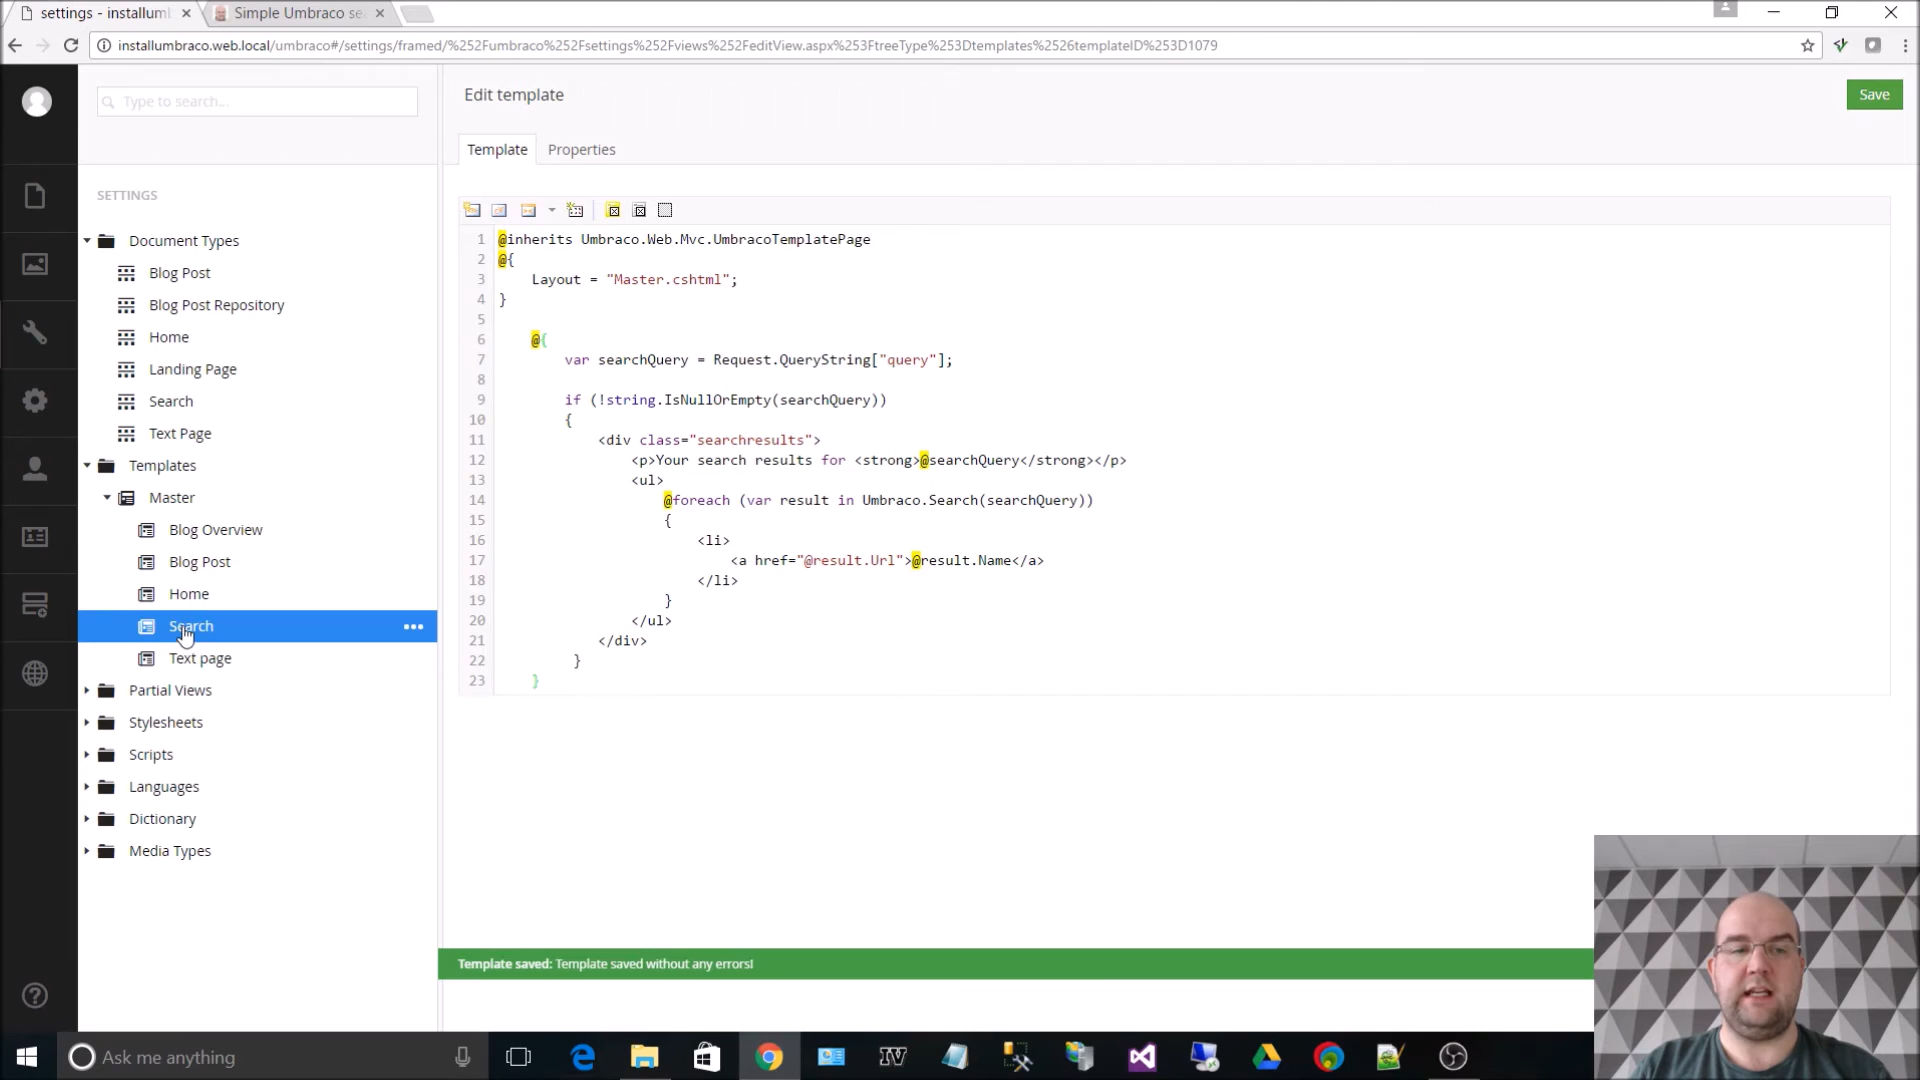 settings - installumb
Simple Umbraco se
installumbraco.web.local/umbraco#/settings/framed/%252Fumbraco%252Fsettings%252Fviews%252FeditView.aspx%253FtreeType%253Dtemplates%2526templateID%253D1079
Type to search...
Edit template
Save
Template
Properties
SETTINGS
Document Types
Blog Post
Blog Post Repository
Home
Landing Page
Search
Text Page
Templates
Master
Blog Overview
Blog Post
Home
Search
Text page
Partial Views
Stylesheets
Scripts
Languages
Dictionary
Media Types
1 @inherits Umbraco.Web.Mvc.UmbracoTemplatePage
2 @{
3 Layout = "Master.cshtml";
4 }
5
6 @{
7 var searchQuery = Request.QueryString["query"];
8
9 if (!string.IsNullOrEmpty(searchQuery))
10 {
11 <div class="searchresults">
12 <p>Your search results for <strong>@searchQuery</strong></p>
13 <ul>
14 @foreach (var result in Umbraco.Search(searchQuery))
15 {
16 <li>
17 <a href="@result.Url">@result.Name</a>
18 </li>
19 }
20 </ul>
21 </div>
22 }
23 }
Template saved: Template saved without any errors!
Ask me anything
IV